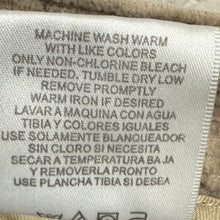 MACHINE WASH WARM
WITH LIKE COLORS
ONLY NON-CHLORINE BLEACH
IF NEEDED. TUMBLE DRY LOW
REMOVE PROMPTLY
WARM IRON IF DESIRED
LAVAR A MAQUINA CON AGUA
TIBIA Y COLORES IGUALES
USE SOLAMENTE BLANQUEADOR
SIN CLORO SI NECESITA
SECAR A TEMPERATURA BAJA
Y REMOVERLA PRONTO
USE PLANCHA TIBIA SI DESEA